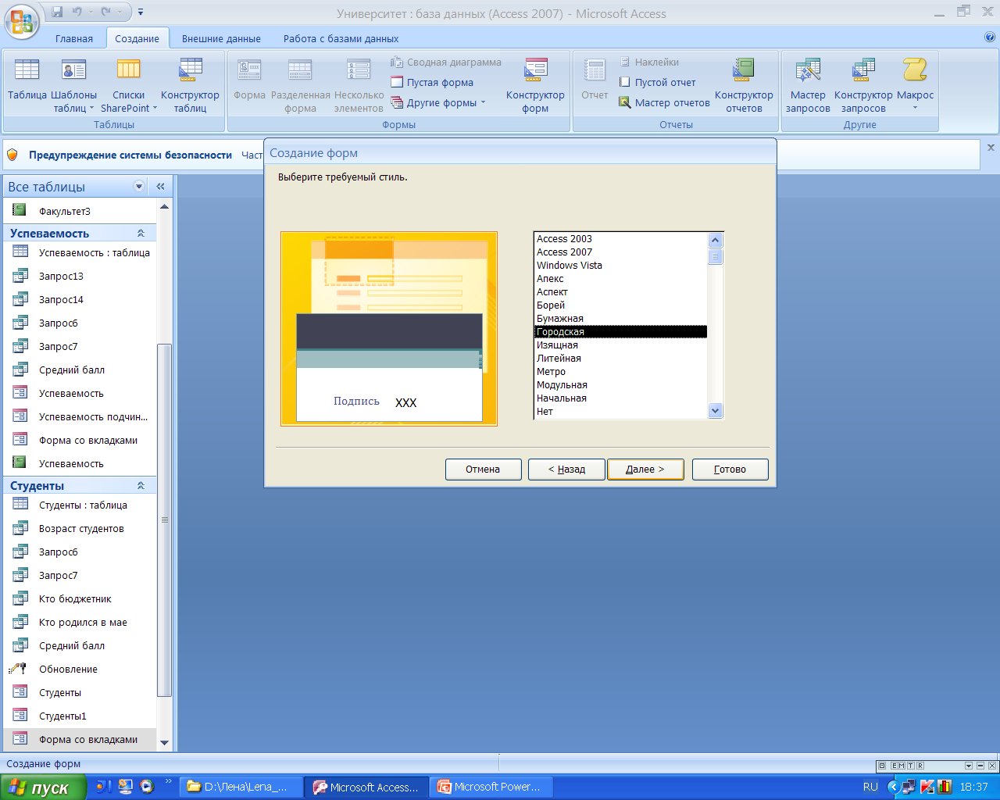 Университет : база данных (Access 2007) - Microsoft Access
Главная Создание Внешние данные Работа с базами данных
Таблица Шаблоны таблиц Списки SharePoint Конструктор таблиц
Таблицы
Форма Разделенная форма Несколько элементов
Сводная диаграмма
Пустая форма
Другие формы
Конструктор форм
Формы
Отчет
Наклейки
Пустой отчет
Мастер отчетов
Конструктор отчетов
Отчеты
Мастер запросов Конструктор запросов Макрос
Другие
Предупреждение системы безопасности Част
Все таблицы
Факультет3
Успеваемость
Успеваемость : таблица
Запрос13
Запрос14
Запрос6
Запрос7
Средний балл
Успеваемость
Успеваемость подчин...
Форма со вкладками
Успеваемость
Студенты
Студенты : таблица
Возраст студентов
Запрос6
Запрос7
Кто бюджетник
Кто родился в мае
Средний балл
Обновление
Студенты
Студенты1
Форма со вкладками
Создание форм
Выберите требуемый стиль.
Подпись XXX
Access 2003
Access 2007
Windows Vista
Апекс
Аспект
Борей
Бумажная
Городская
Изящная
Литейная
Метро
Модульная
Начальная
Нет
Отмена < Назад Далее > Готово
Создание форм
E M T R
пуск D:\Лена\Lena_... Microsoft Access... Microsoft Power... RU 18:37